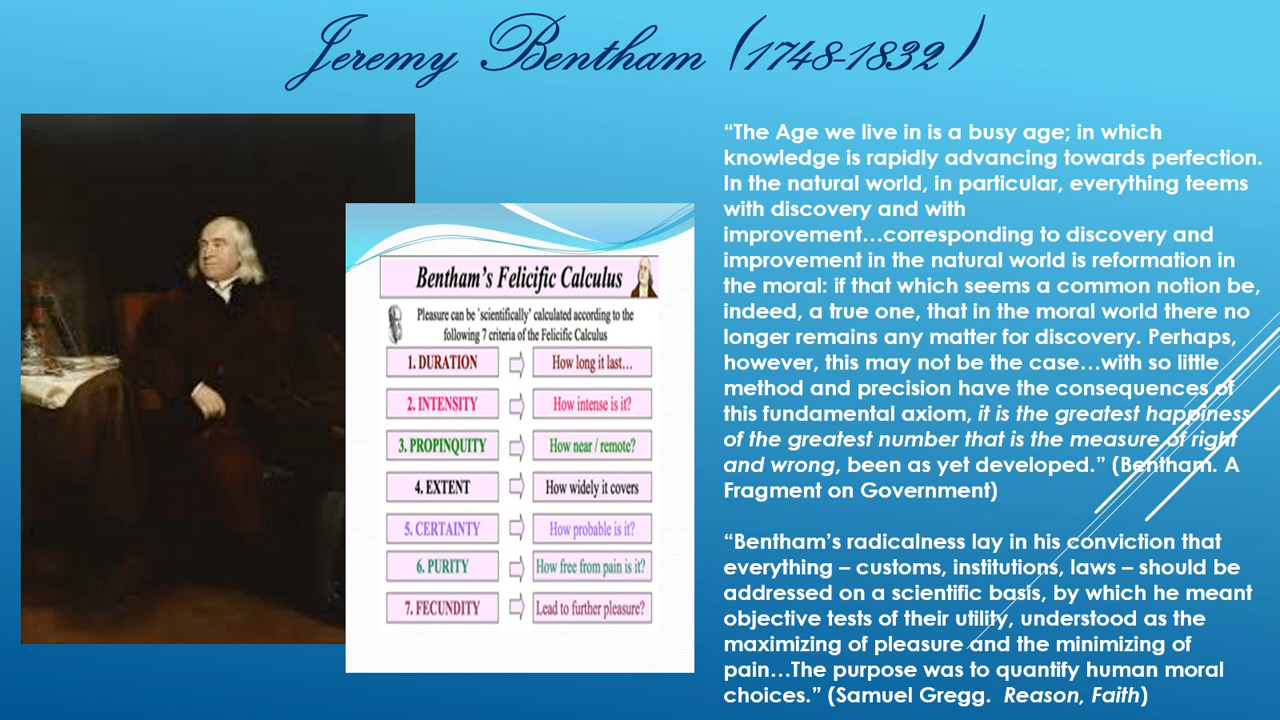 Jeremy Bentham (1748-1832)
Bentham's Felicific Calculus
Pleasure can be `scientifically' calculated according to the
following 7 criteria of the Felicific Calculus
1. DURATION
How long it last...
2. INTENSITY
How intense is it?
3. PROPINQUITY
How near / remote?
4. EXTENT
How widely it covers
5. CERTAINTY
How probable is it?
6. PURITY
How free from pain is it?
7. FECUNDITY
Lead to further pleasure?
“The Age we live in is a busy age; in which
knowledge is rapidly advancing towards perfection.
In the natural world, in particular, everything teems
with discovery and with
improvement…corresponding to discovery and
improvement in the natural world is reformation in
the moral: if that which seems a common notion be,
indeed, a true one, that in the moral world there no
longer remains any matter for discovery. Perhaps,
however, this may not be the case…with so little
method and precision have the consequences of
this fundamental axiom, it is the greatest happiness
of the greatest number that is the measure of right
and wrong, been as yet developed.” (Bentham. A
Fragment on Government)
“Bentham’s radicalness lay in his conviction that
everything – customs, institutions, laws – should be
addressed on a scientific basis, by which he meant
objective tests of their utility, understood as the
maximizing of pleasure and the minimizing of
pain…The purpose was to quantify human moral
choices.” (Samuel Gregg.  Reason, Faith)